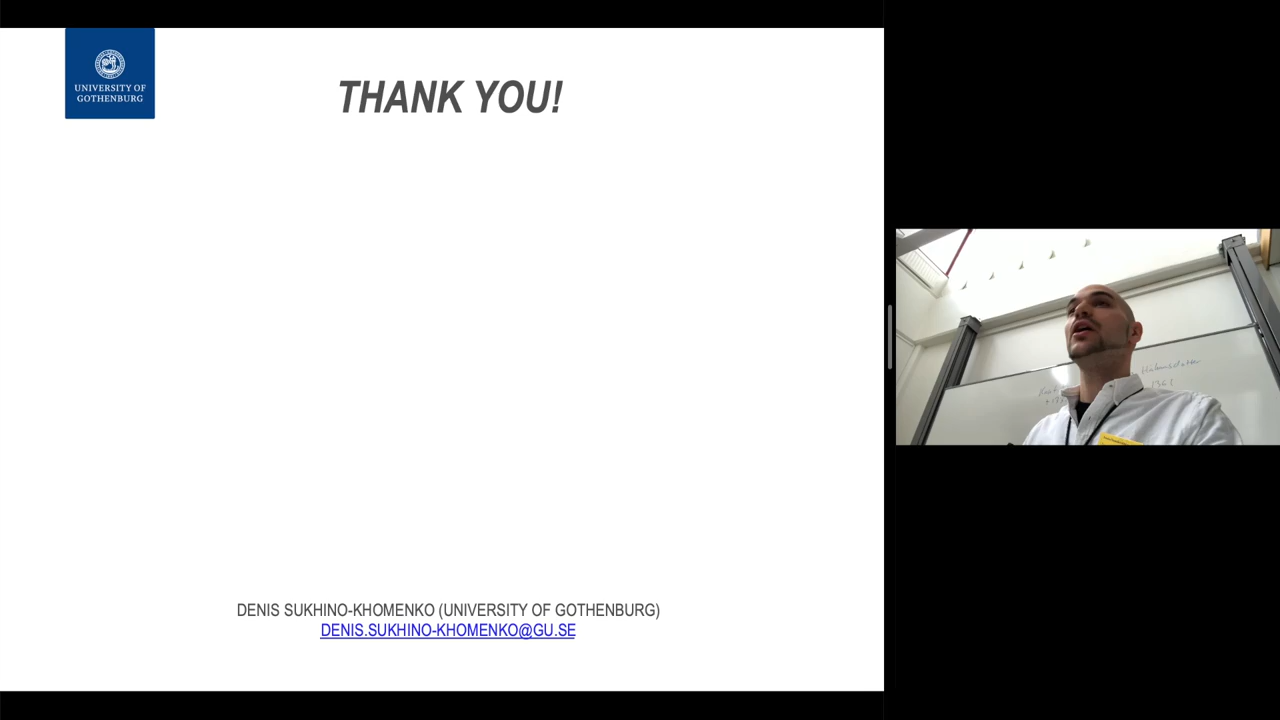 UNIVERSITY OF
GOTHENBURG
THANK YOU!
DENIS SUKHINO-KHOMENKO (UNIVERSITY OF GOTHENBURG)
DENIS.SUKHINO-KHOMENKO@GU.SE